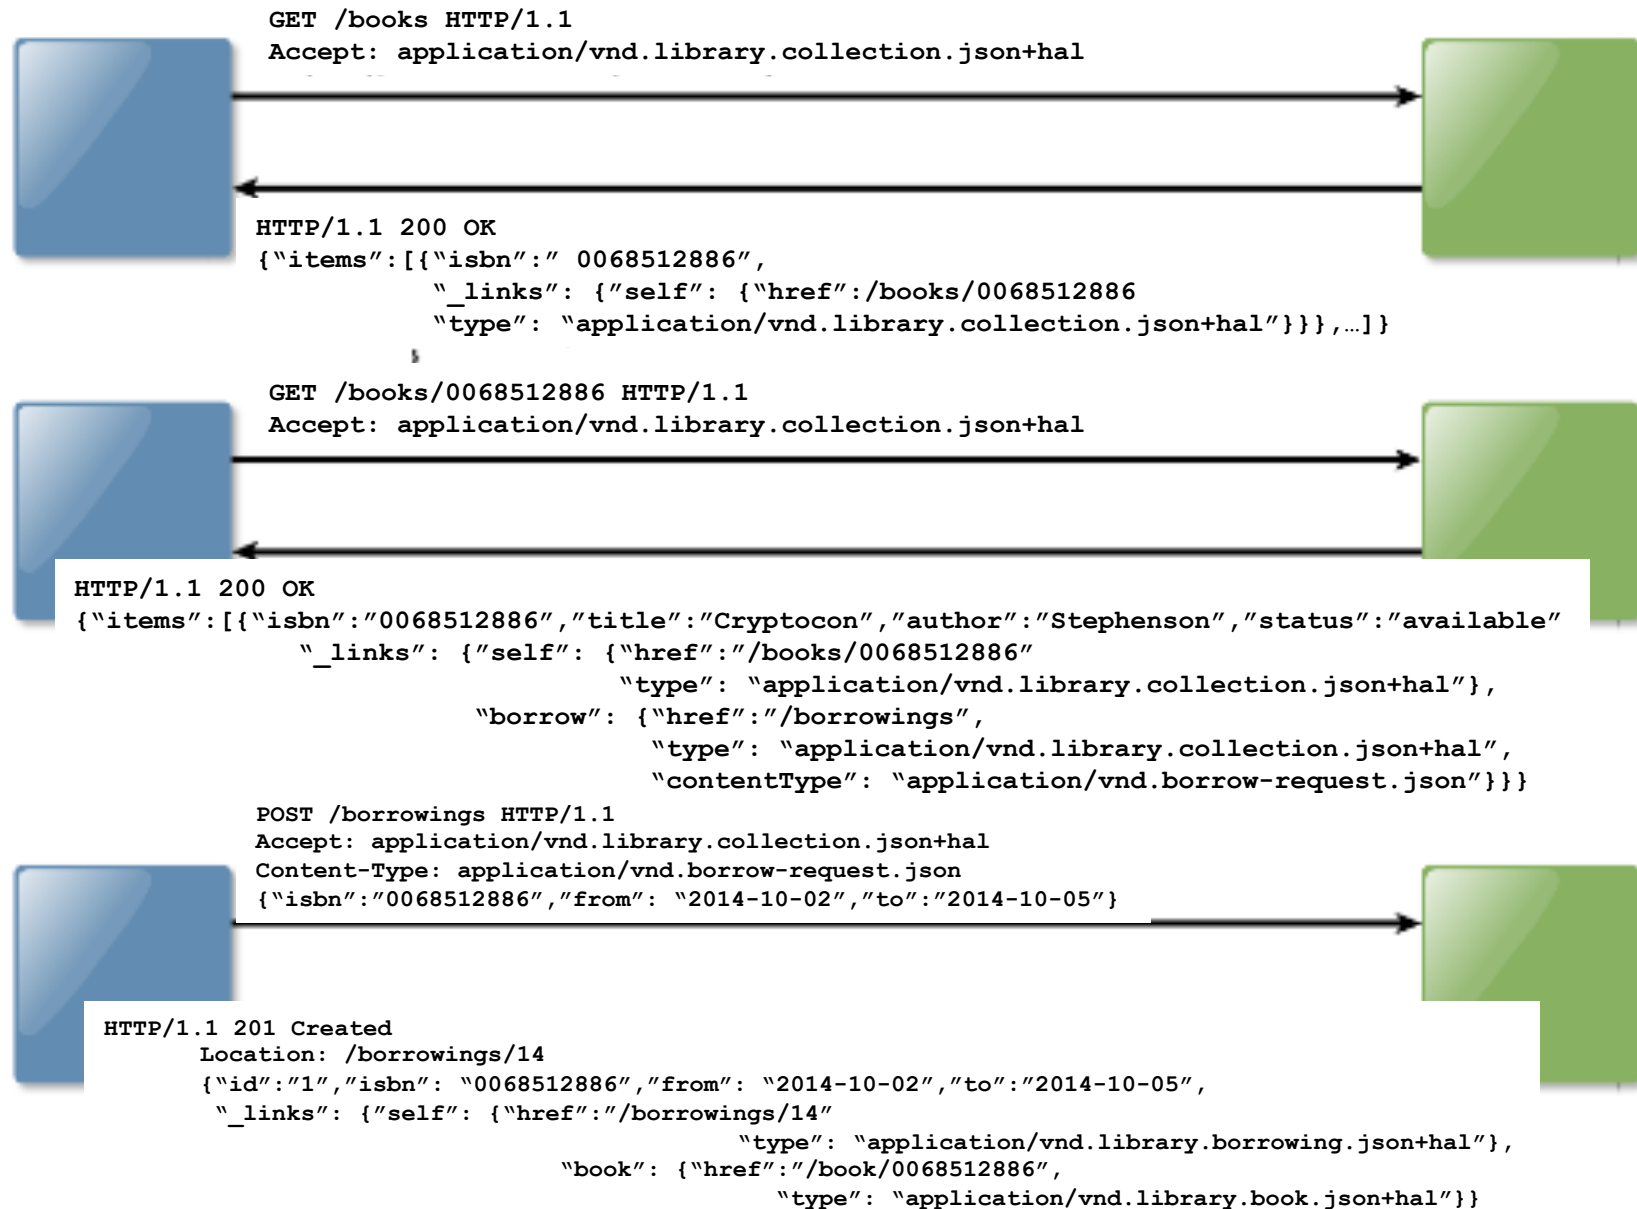 GET /books HTTP/1.1
Accept: application/vnd.library.collection.json+hal
HTTP/1.1 200 OK
{“items”:[{“isbn”:” 0068512886”,
“_links”: {”self”: {“href”:/books/0068512886
“type”: “application/vnd.library.collection.json+hal”}}},…]}
}
GET /books/0068512886 HTTP/1.1
Accept: application/vnd.library.collection.json+hal
HTTP/1.1 200 OK
{“items”:[{“isbn”:”0068512886”,”title”:”Cryptocon”,”author”:”Stephenson”,”status”:”available”
“_links”: {”self”: {“href”:”/books/0068512886”
“type”: “application/vnd.library.collection.json+hal”},
“borrow”: {“href”:”/borrowings”,
“type”: “application/vnd.library.collection.json+hal”,
“contentType”: “application/vnd.borrow-request.json”}}}
POST /borrowings HTTP/1.1
Accept: application/vnd.library.collection.json+hal
Content-Type: application/vnd.borrow-request.json
{“isbn”:”0068512886”,”from”: “2014-10-02”,”to”:”2014-10-05”}
HTTP/1.1 201 Created
Location: /borrowings/14
{“id”:”1”,”isbn”: “0068512886”,”from”: “2014-10-02”,”to”:”2014-10-05”,
“_links”: {”self”: {“href”:”/borrowings/14”
“type”: “application/vnd.library.borrowing.json+hal”},
“book”: {“href”:”/book/0068512886”,
“type”: “application/vnd.library.book.json+hal”}}